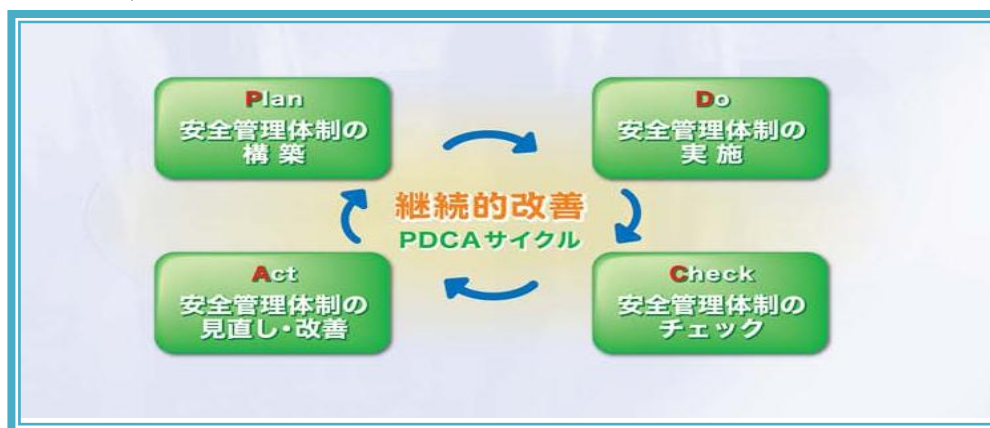 Plan
安全管理体制の
構築
Do
安全管理体制の
実施
継続的改善
PDCAサイクル
Act
安全管理体制の
見直し・改善
Check
安全管理体制の
チェック